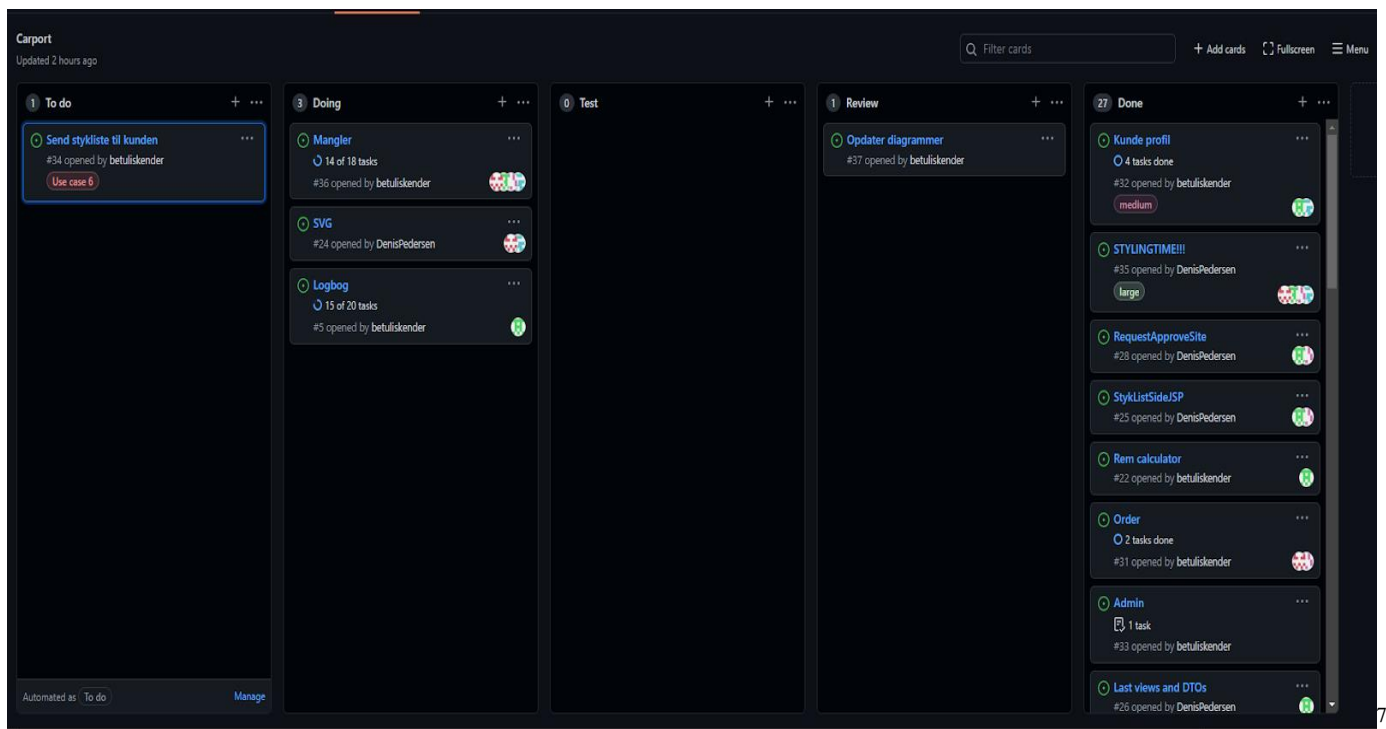 Carport
Updated 2 hours ago
Filter cards
+ Add cards
Fullscreen
Menu
1 To do
Send stykliste til kunden
#34 opened by betuliskender
Use case 6
Automated as To do
Manage
3 Doing
Mangler
14 of 18 tasks
#36 opened by betuliskender
SVG
#24 opened by DenisPedersen
Logbog
15 of 20 tasks
#5 opened by betuliskender
0 Test
1 Review
Opdater diagrammer
#37 opened by betuliskender
27 Done
Kunde profil
4 tasks done
#32 opened by betuliskender
medium
STYLINGTIME!!!
#35 opened by DenisPedersen
large
RequestApproveSite
#28 opened by DenisPedersen
StykListSideJSP
#25 opened by DenisPedersen
Rem calculator
#22 opened by betuliskender
Order
2 tasks done
#31 opened by betuliskender
Admin
1 task
#33 opened by betuliskender
Last views and DTOs
#26 opened by DenisPedersen
7